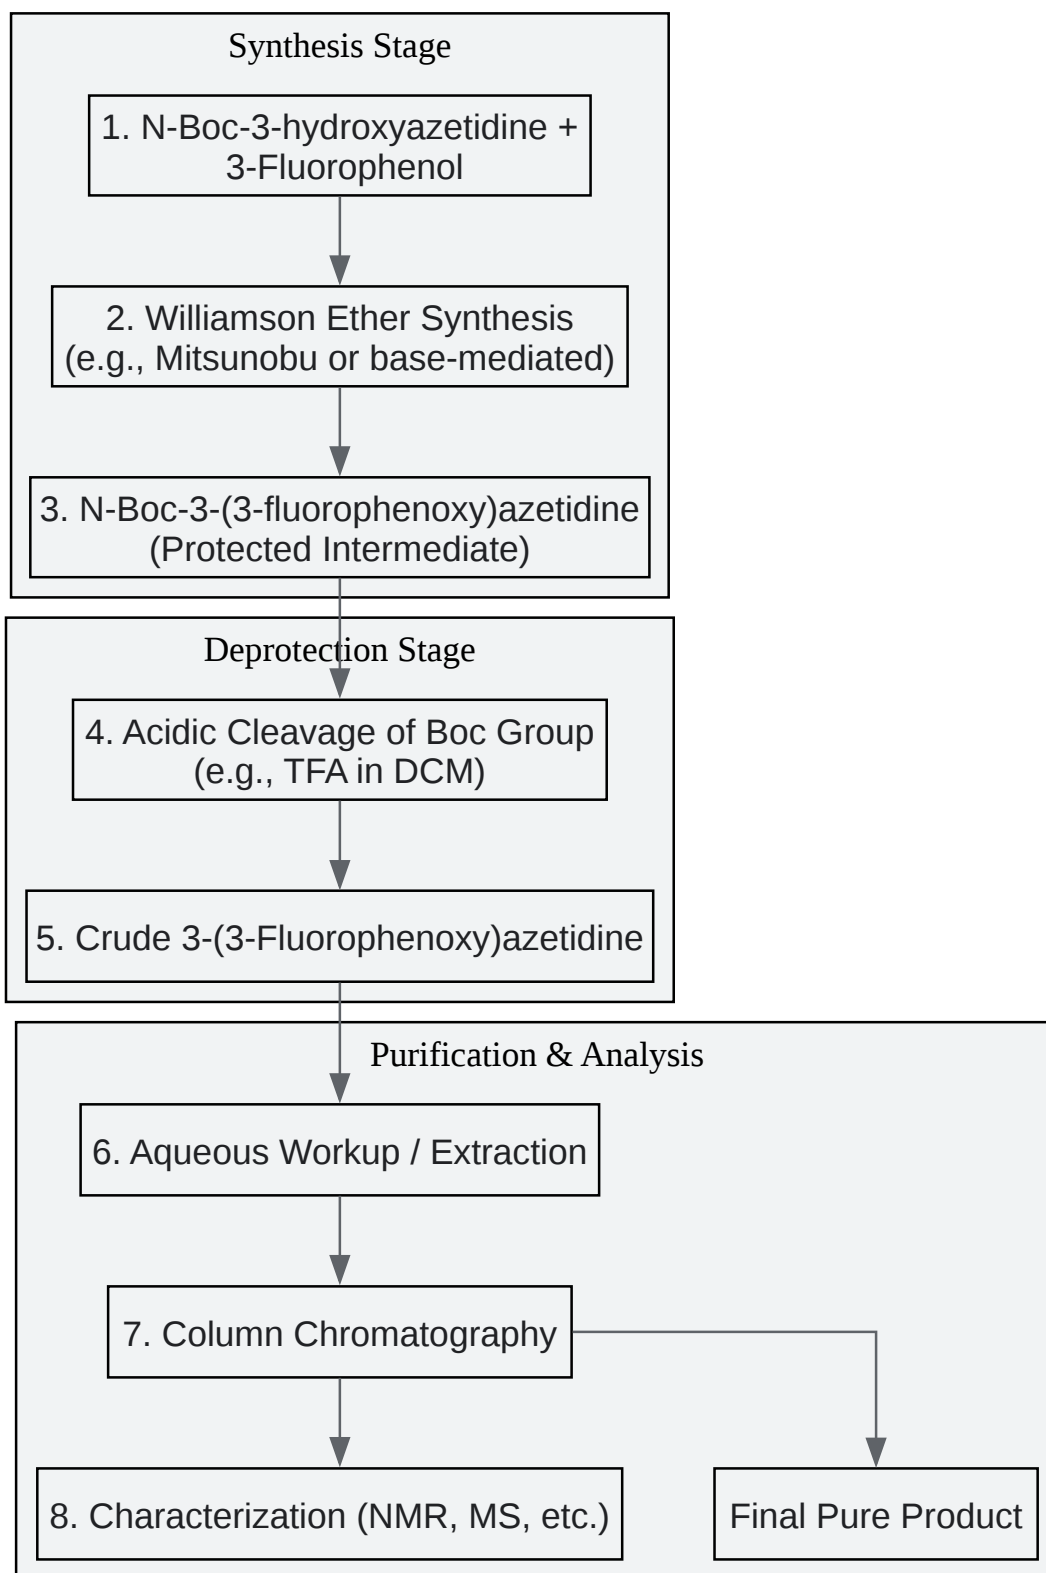 Synthesis Stage
1. N-Boc-3-hydroxyazetidine +
3-Fluorophenol
2. Williamson Ether Synthesis
(e.g., Mitsunobu or base-mediated)
3. N-Boc-3-(3-fluorophenoxy)azetidine
(Protected Intermediate)
Deprotection Stage
4. Acidic Cleavage of Boc Group
(e.g., TFA in DCM)
5. Crude 3-(3-Fluorophenoxy)azetidine
Purification & Analysis
6. Aqueous Workup / Extraction
7. Column Chromatography
8. Characterization (NMR, MS, etc.)
Final Pure Product